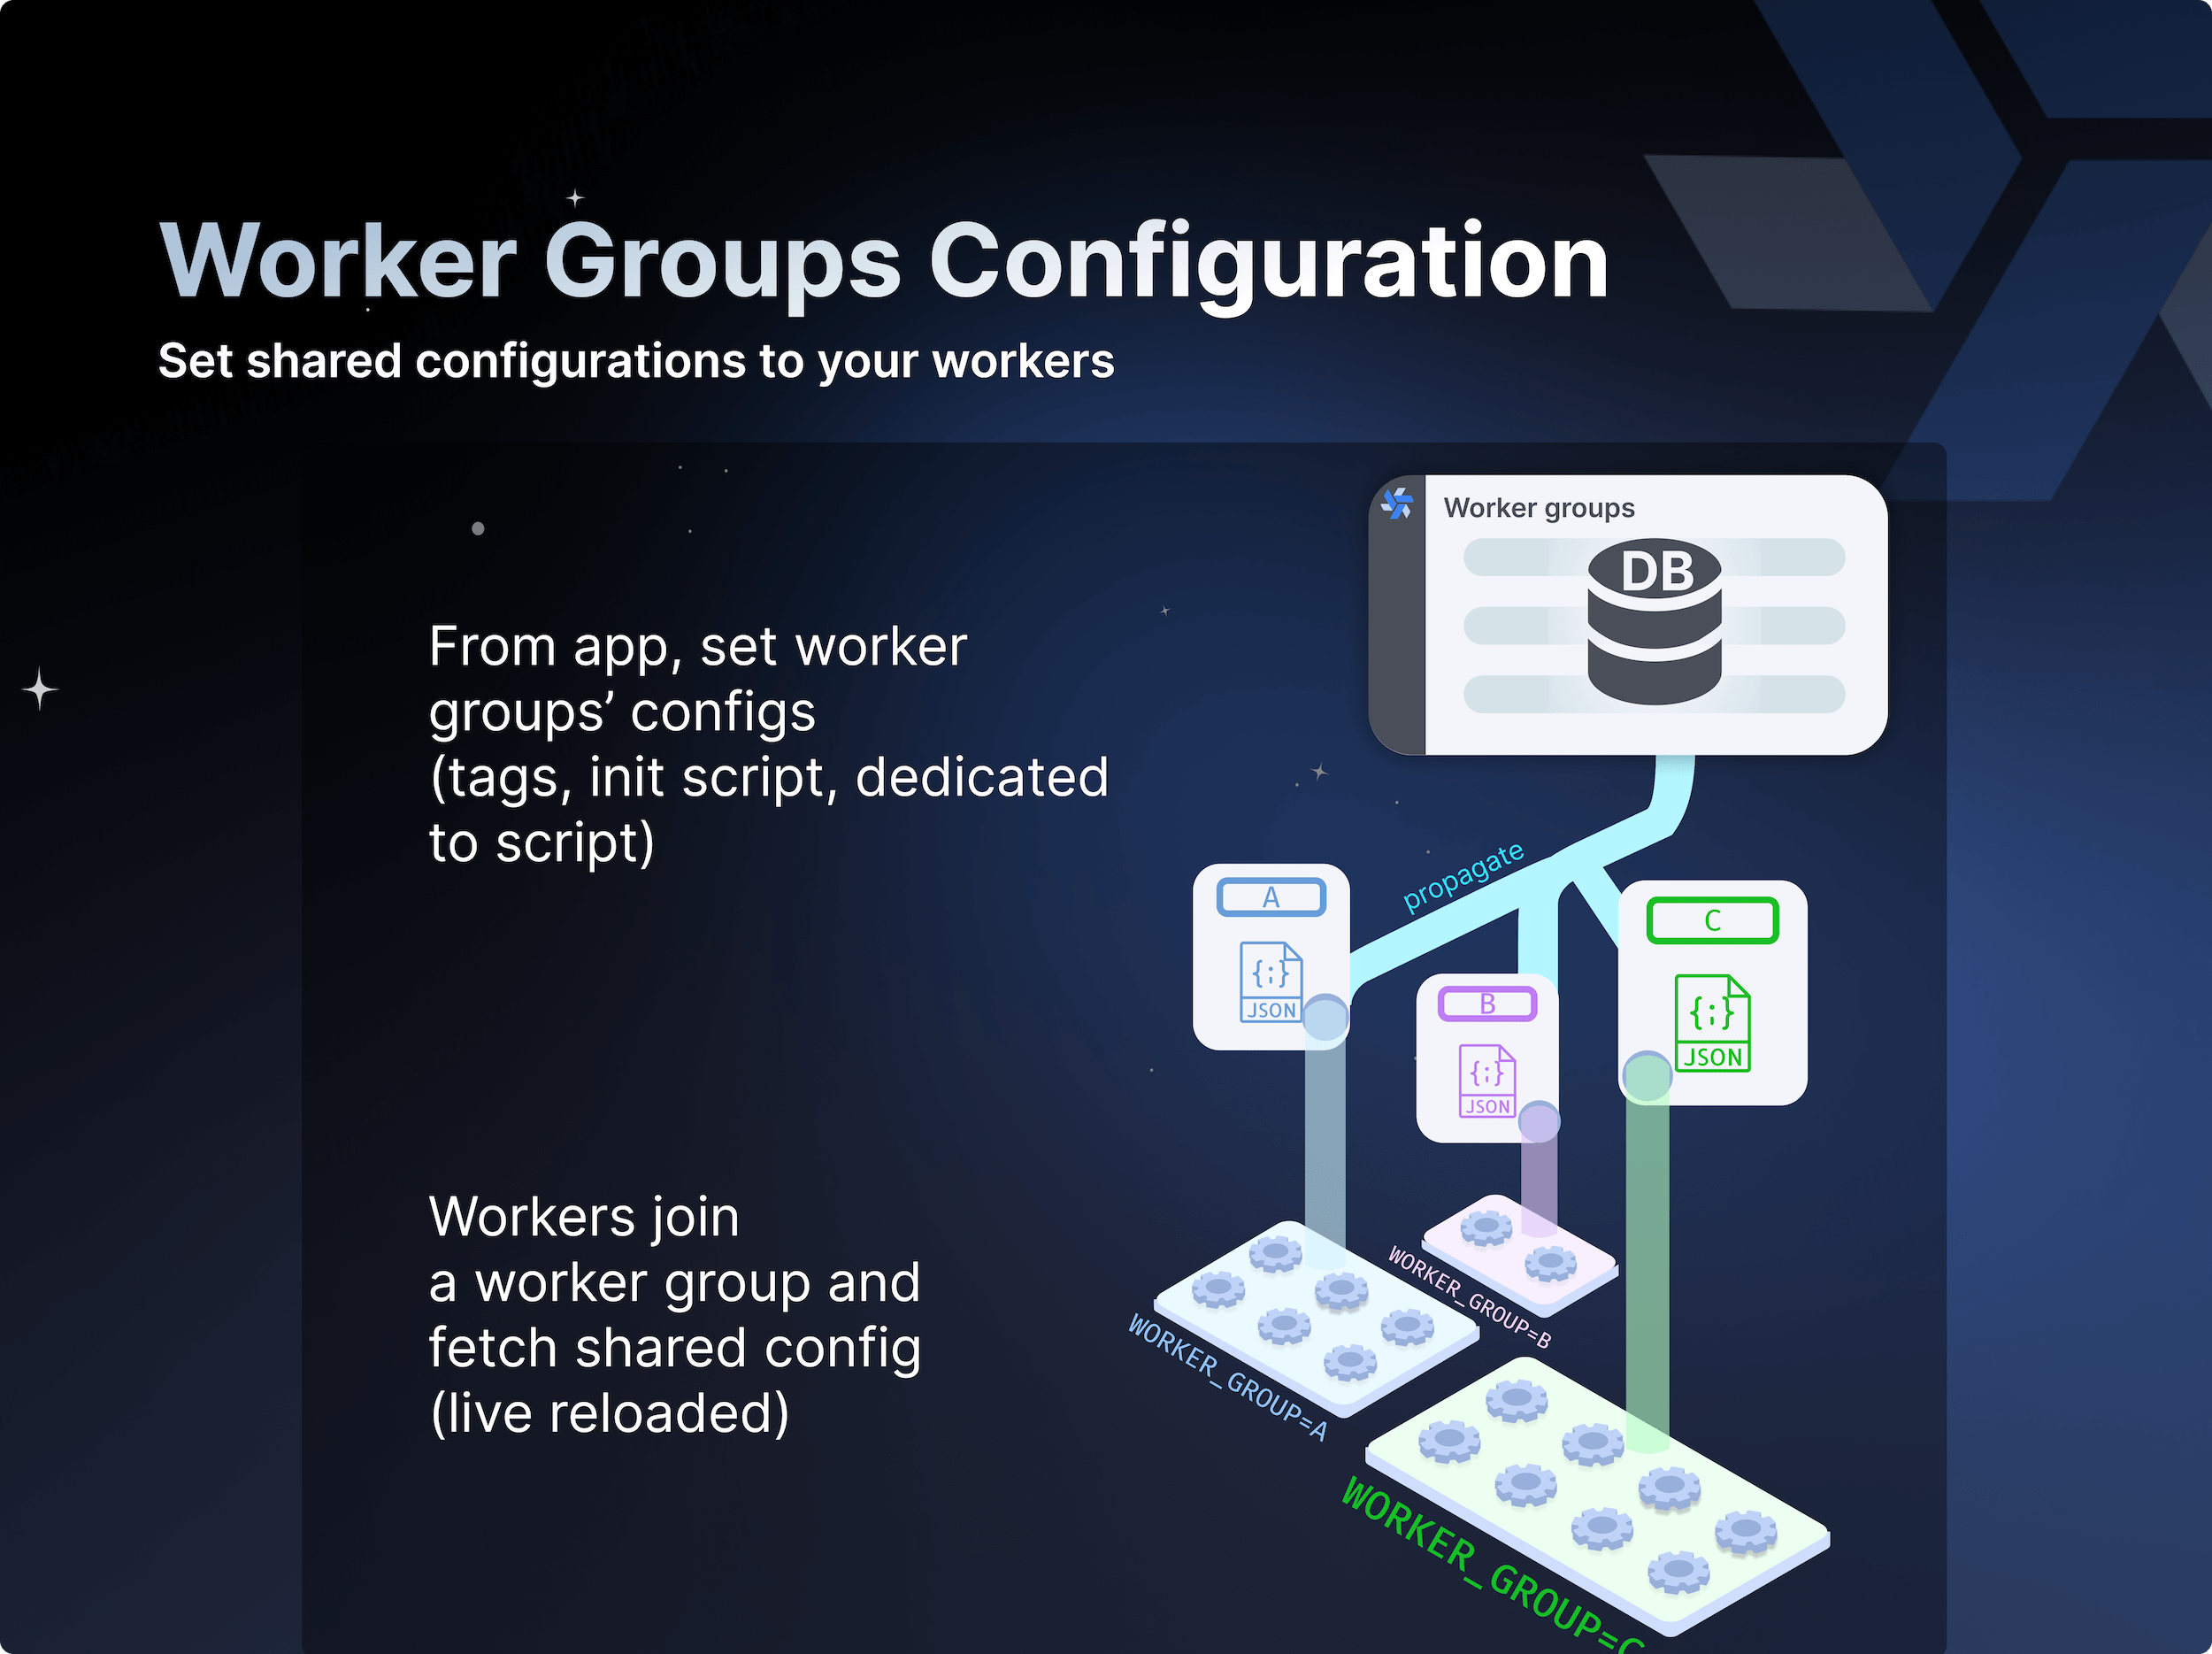 Worker Groups Configuration
Set shared configurations to your workers
Worker groups
DB
From app, set worker
groups’ configs
(tags, init script, dedicated
to script)
propagate
A
{;}
JSON
B
{;}
JSON
C
{;}
JSON
Workers join
a worker group and
fetch shared config
(live reloaded)
WORKER_GROUP=A
WORKER_GROUP=B
WORKER_GROUP=C